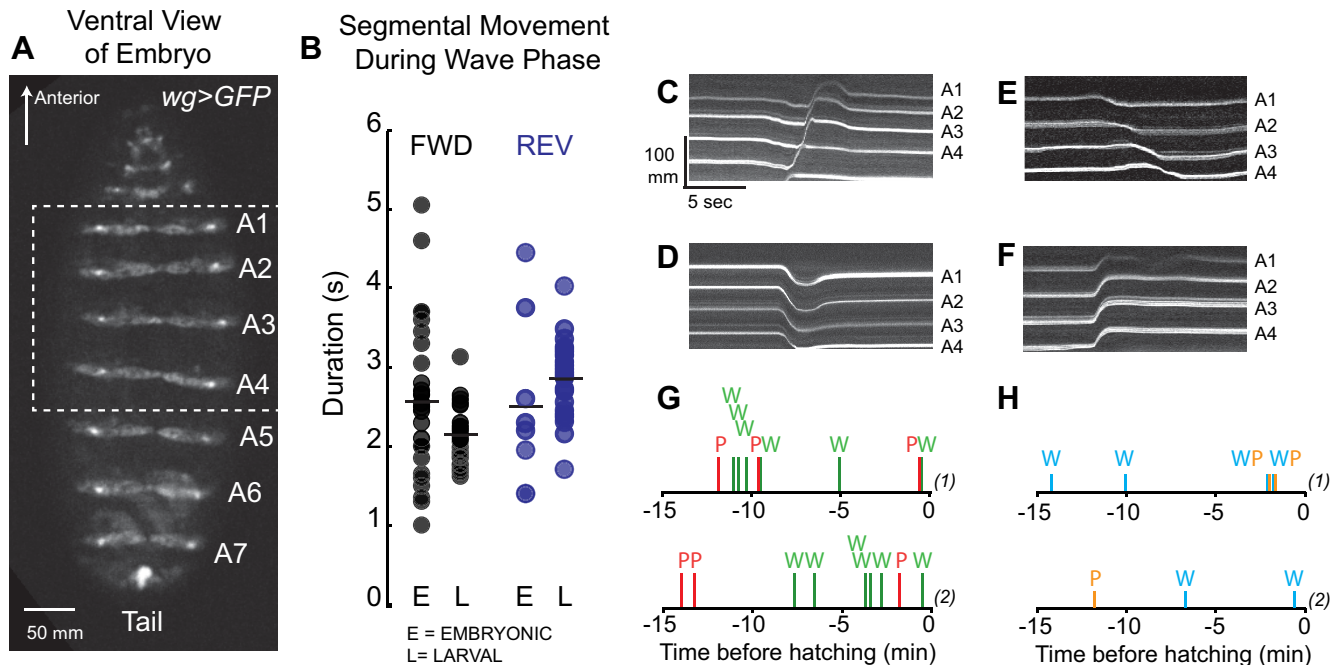 A
Ventral View
of Embryo
Anterior
wg>GFP
A1
A2
A3
A4
A5
A6
A7
50 mm
Tail
B
Segmental Movement
During Wave Phase
Duration (s)
6
5
4
3
2
1
0
FWD
REV
E
L
E
L
E = EMBRYONIC
L= LARVAL
C
A1
A2
A3
A4
100
mm
5 sec
D
A1
A2
A3
A4
E
A1
A2
A3
A4
F
A1
A2
A3
A4
G
W
W
W
P
P W
W
P W
(1)
-15
-10
-5
0
W
PP
W W
W W
P
W
(2)
-15
-10
-5
0
Time before hatching (min)
H
W
W
WP WP
(1)
-15
-10
-5
0
P
W
W
(2)
-15
-10
-5
0
Time before hatching (min)